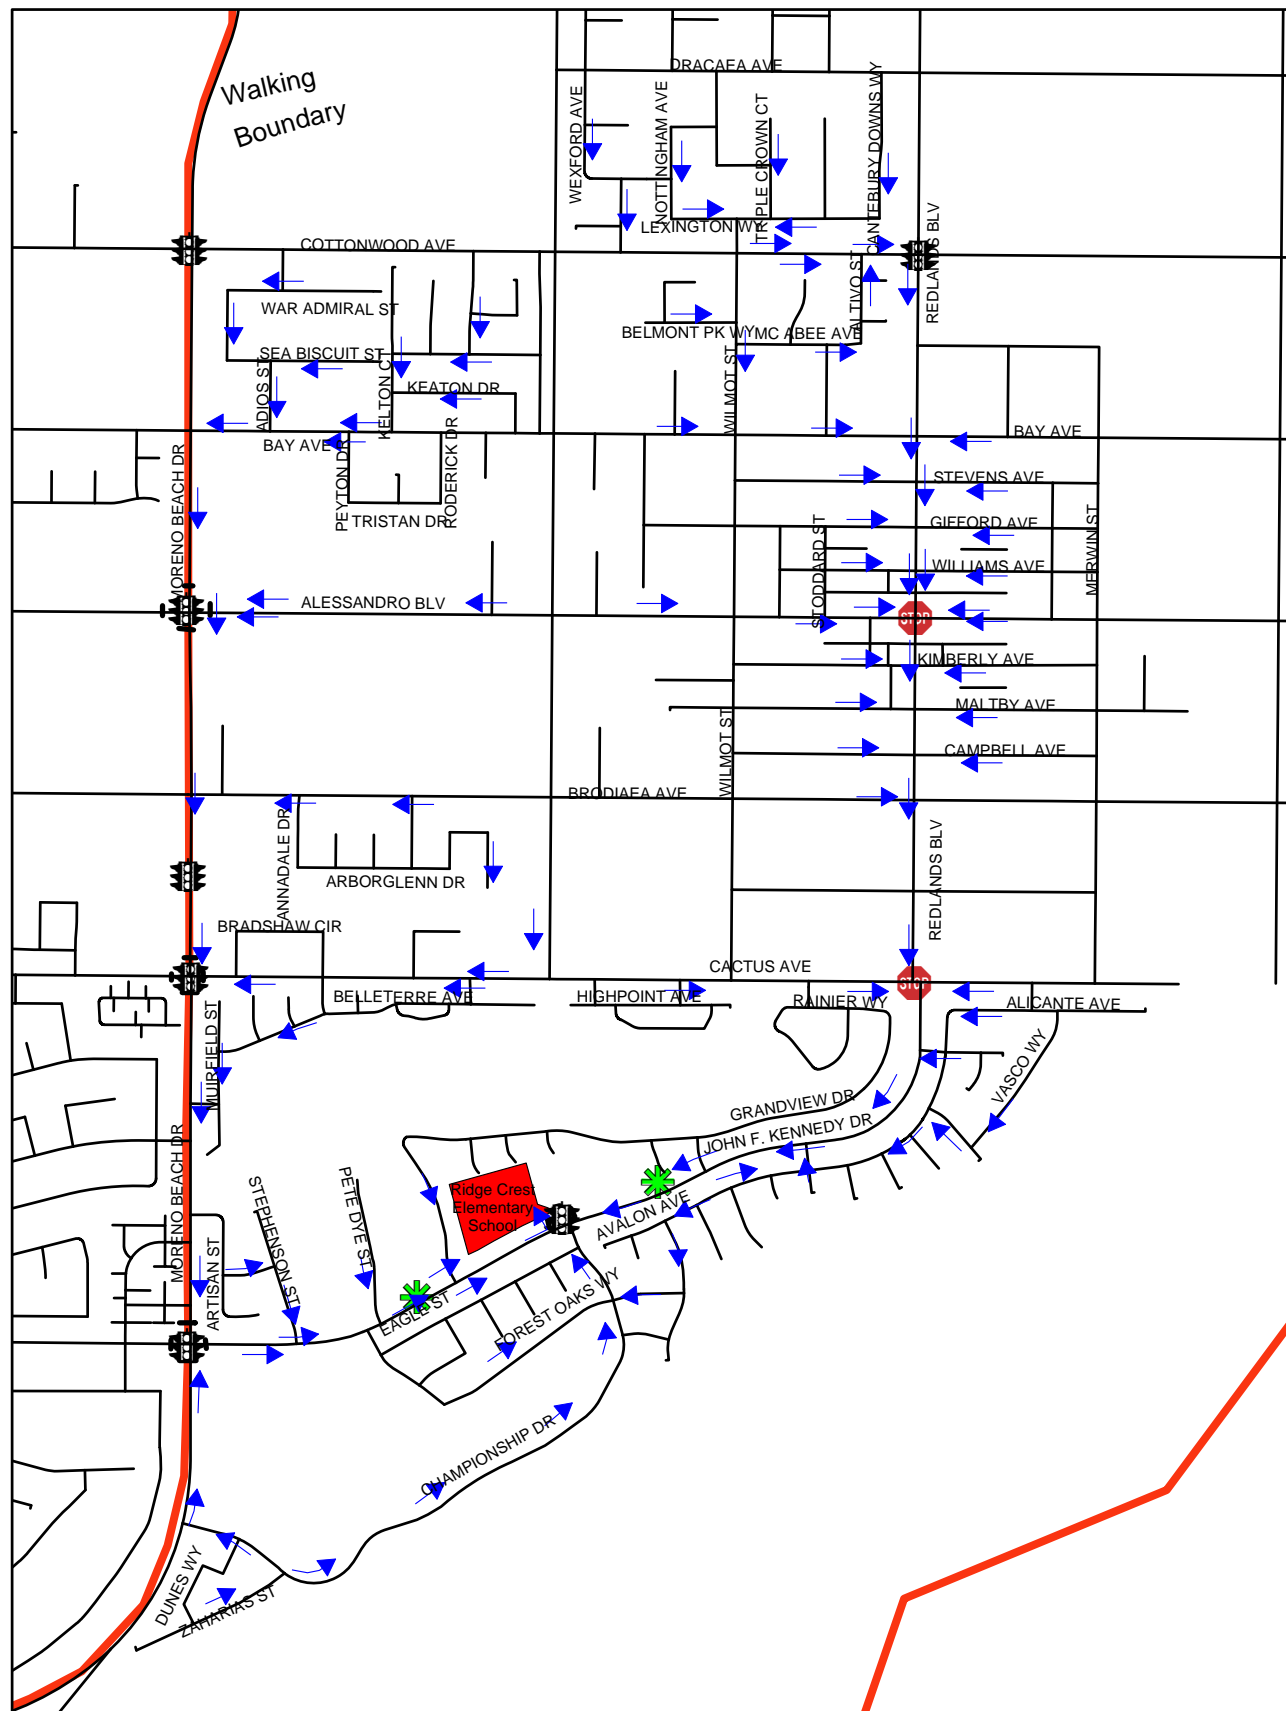 DRACAEA AVE
Walking
Boundary
WEXFORD AVE
NOTTINGHAM AVE
TRIPLE CROWN CT
CANTEBURY DOWNS WY
REDLANDS BLV
LEXINGTON WY
COTTONWOOD AVE
ALTIVO ST
WAR ADMIRAL ST
BELMONT PK WY
MC ABEE AVE
SEA BISCUIT ST
ADIOS ST
KELTON CT
KEATON DR
WILMOT ST
BAY AVE
BAY AVE
PEYTON DR
RODERICK DR
MORENO BEACH DR
TRISTAN DR
STEVENS AVE
GIFFORD AVE
STODDARD ST
MERWIN ST
WILLIAMS AVE
ALESSANDRO BLV
STOP
KIMBERLY AVE
MALTBY AVE
WILMOT ST
CAMPBELL AVE
BRODIAEA AVE
ANNADALE DR
REDLANDS BLV
ARBORGLENN DR
BRADSHAW CIR
CACTUS AVE
STOP
BELLETERRE AVE
HIGHPOINT AVE
RAINIER WY
ALICANTE AVE
MUIRFIELD ST
VASCO WY
GRANDVIEW DR
JOHN F. KENNEDY DR
MORENO BEACH DR
STEPHENSON ST
PETE DYE ST
Ridge Crest
Elementary
School
AVALON AVE
ARTISAN ST
EAGLE ST
FOREST OAKS WY
CHAMPIONSHIP DR
DUNES WY
ZAHARIAS ST